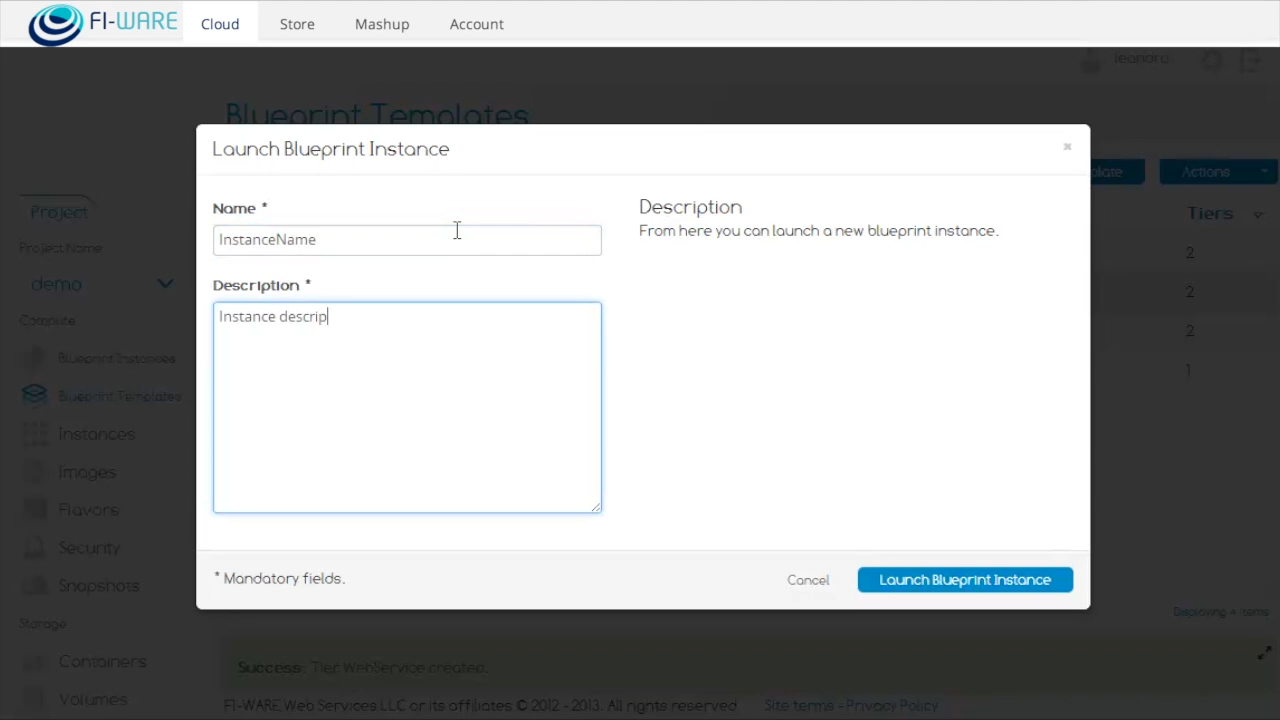 FI-WARE
Cloud
Store
Mashup
Account
Blueprint Templates
Launch Blueprint Instance
×
Actions
Project
Name *
Description
Tiers
InstanceName
From here you can launch a new blueprint instance.
Project Name
2
demo
Description *
2
Compute
Instance descrip
2
Blueprint Instances
1
Blueprint Templates
Instances
Images
Flavors
Security
Snapshots
* Mandatory fields.
Cancel
Launch Blueprint Instance
Storage
Displaying 4 items
Containers
Success: Tier WebService created.
Volumes
FI-WARE Web Services LLC or its affiliates © 2012 - 2013. All rights reserved
Site terms - Privacy Policy